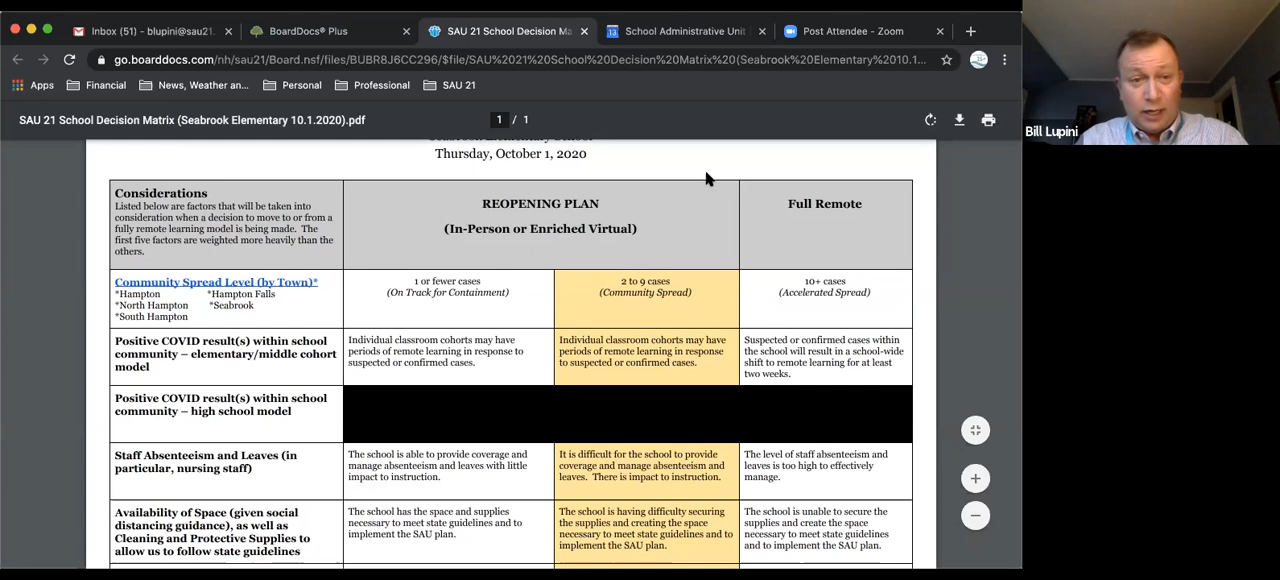 Inbox (51) - blupini@sau21.
BoardDocs® Plus
SAU 21 School Decision Ma
School Administrative Unit
Post Attendee - Zoom
go.boarddocs.com/nh/sau21/Board.nsf/files/BUBR8J6CC296/$file/SAU%2021%20School%20Decision%20Matrix%20(Seabrook%20Elementary%2010.1...
Apps
Financial
News, Weather an...
Personal
Professional
SAU 21
SAU 21 School Decision Matrix (Seabrook Elementary 10.1.2020).pdf
1 / 1
Bill Lupini
Thursday, October 1, 2020
Considerations
Listed below are factors that will be taken into
consideration when a decision to move to or from a
fully remote learning model is being made. The
first five factors are weighted more heavily than the
others.
REOPENING PLAN
(In-Person or Enriched Virtual)
Full Remote
Community Spread Level (by Town)*
*Hampton *Hampton Falls
*North Hampton *Seabrook
*South Hampton
1 or fewer cases
(On Track for Containment)
2 to 9 cases
(Community Spread)
10+ cases
(Accelerated Spread)
Positive COVID result(s) within school
community – elementary/middle cohort
model
Individual classroom cohorts may have
periods of remote learning in response to
suspected or confirmed cases.
Individual classroom cohorts may have
periods of remote learning in response
to suspected or confirmed cases.
Suspected or confirmed cases within
the school will result in a school-wide
shift to remote learning for at least
two weeks.
Positive COVID result(s) within school
community – high school model
Staff Absenteeism and Leaves (in
particular, nursing staff)
The school is able to provide coverage and
manage absenteeism and leaves with little
impact to instruction.
It is difficult for the school to provide
coverage and manage absenteeism and
leaves. There is impact to instruction.
The level of staff absenteeism and
leaves is too high to effectively
manage.
Availability of Space (given social
distancing guidance), as well as
Cleaning and Protective Supplies to
allow us to follow state guidelines
The school has the space and supplies
necessary to meet state guidelines and to
implement the SAU plan.
The school is having difficulty securing
the supplies and creating the space
necessary to meet state guidelines and to
implement the SAU plan.
The school is unable to secure the
supplies and create the space
necessary to meet state guidelines
and to implement the SAU plan.